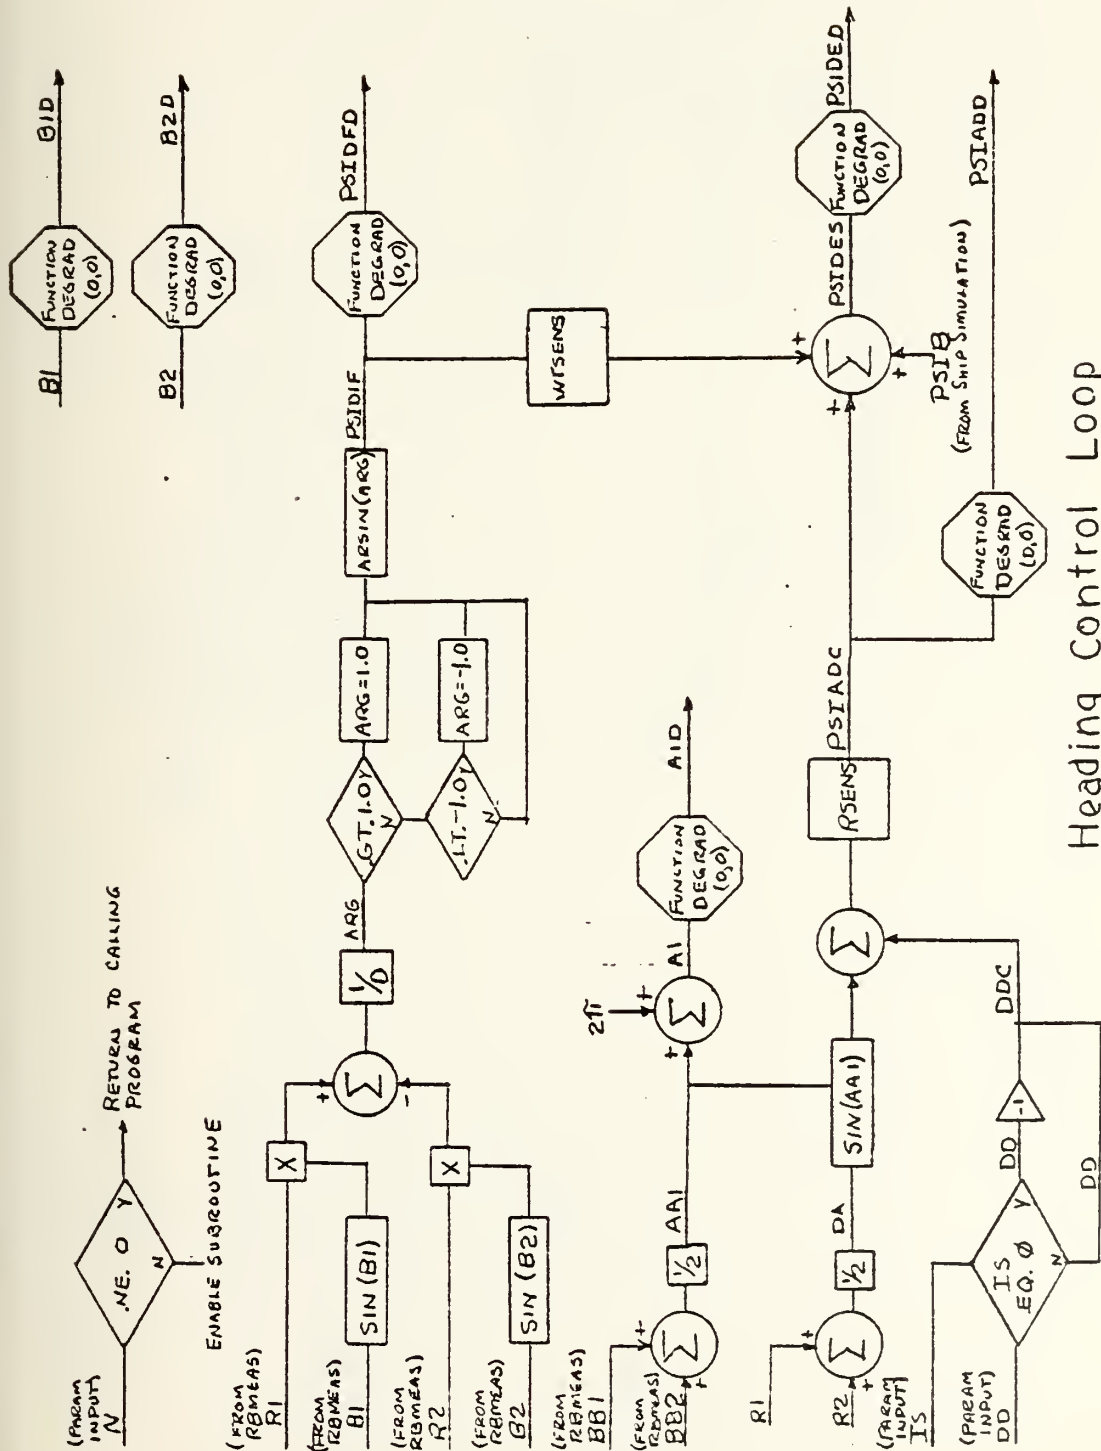 (PARAM INPUT)
N
.NE. 0
Y
N
RETURN TO CALLING PROGRAM
ENABLE SUBROUTINE
B1
FUNCTION DEGRAD (0,0)
B1D
B2
FUNCTION DEGRAD (0,0)
B2D
(FROM RBMEAS)
R1
X
(FROM RBMEAS)
B1
SIN (B1)
(FROM RBMEAS)
R2
X
(FROM RBMEAS)
B2
SIN (B2)
+
-
Σ
1/D
ARG
.GT. 1.0
Y
N
ARG=1.0
.LT. -1.0
Y
N
ARG=-1.0
ARSIN(ARG)
PSIDIF
FUNCTION DEGRAD (0,0)
PSIDFD
WTSENS
(FROM RBMEAS)
BB1
(FROM RBMEAS)
BB2
+
+
Σ
1/2
AA1
2π
+
+
Σ
A1
FUNCTION DEGRAD (0,0)
A1D
R1
R2
+
+
Σ
1/2
DA
SIN(AA1)
Σ
RSENS
PSIADC
+
+
+
Σ
PSIB
(FROM SHIP SIMULATION)
PSIDES
FUNCTION DEGRAD (0,0)
PSIDED
FUNCTION DEGRAD (0,0)
PSIADD
(PARAM INPUT)
IS
(PARAM INPUT)
DD
IS EQ. Ø
Y
N
DD
-1
DD
DDC
Heading Control Loop